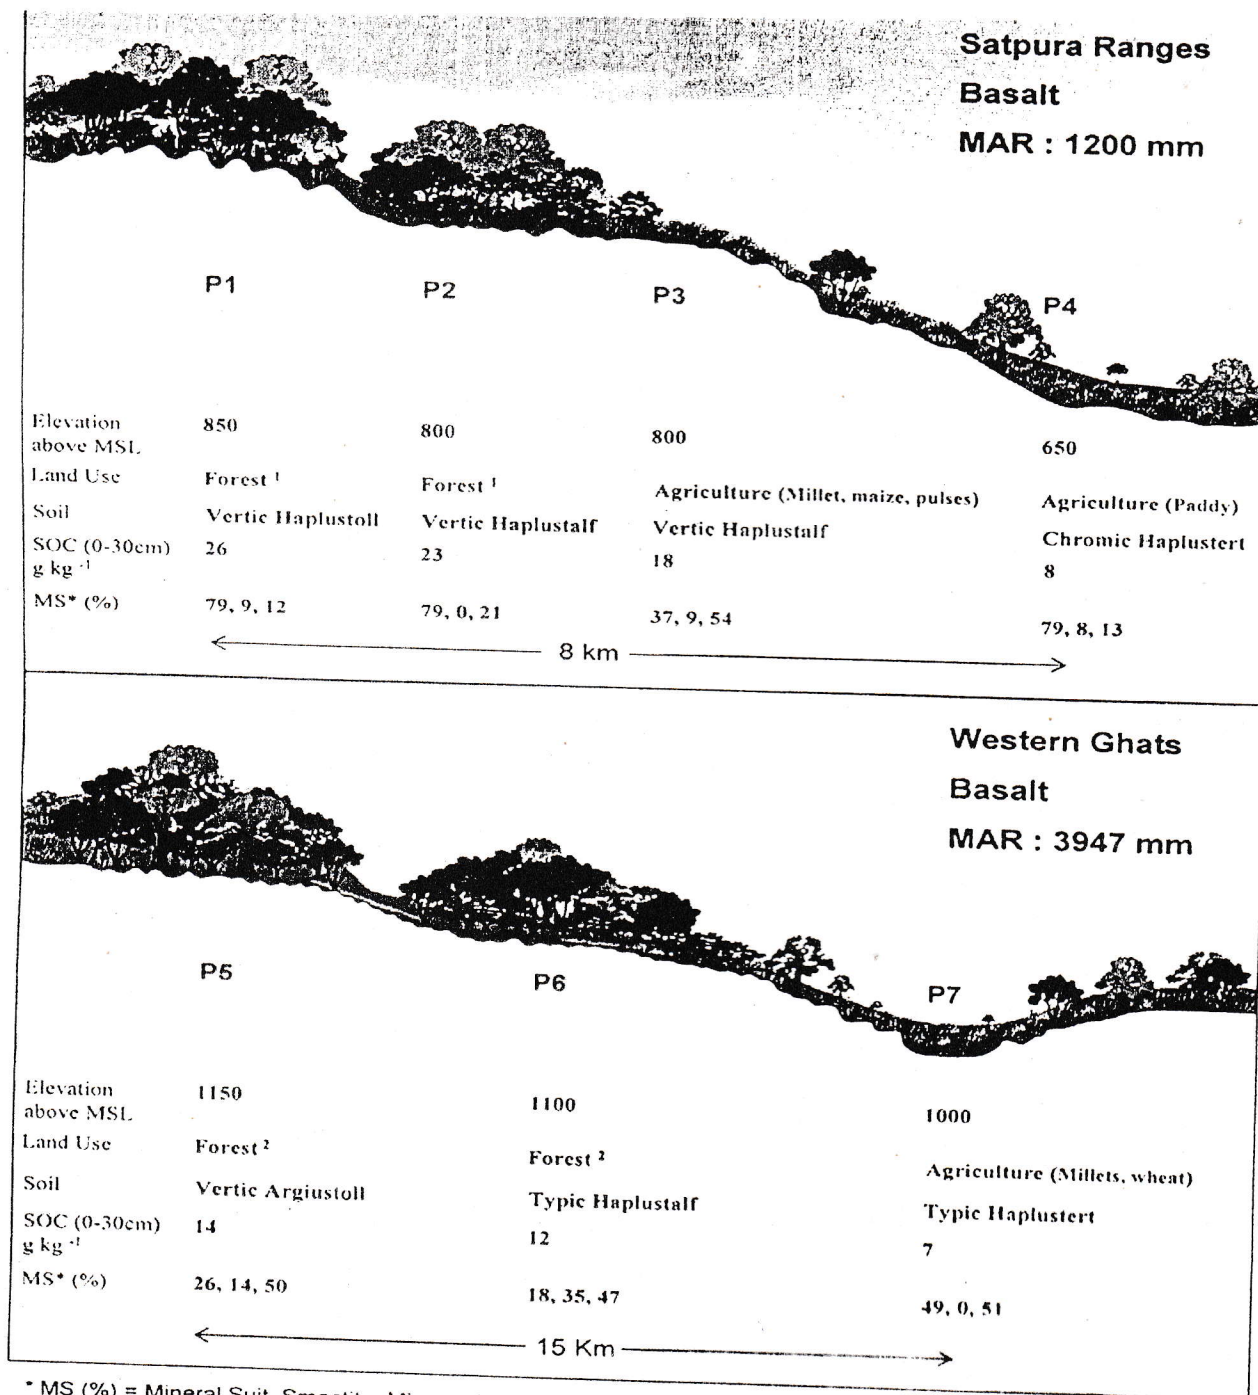 Satpura Ranges
Basalt
MAR : 1200 mm
P1 P2 P3 P4
Elevation above MSL 850 800 800 650
Land Use Forest ¹ Forest ¹ Agriculture (Millet, maize, pulses) Agriculture (Paddy)
Soil Vertic Haplustoll Vertic Haplustalf Vertic Haplustalf Chromic Haplustert
SOC (0-30cm) g kg ⁻¹ 26 23 18 8
MS* (%) 79, 9, 12 79, 0, 21 37, 9, 54 79, 8, 13
8 km
Western Ghats
Basalt
MAR : 3947 mm
P5 P6 P7
Elevation above MSL 1150 1100 1000
Land Use Forest ² Forest ² Agriculture (Millets, wheat)
Soil Vertic Argiustoll Typic Haplustalf Typic Haplustert
SOC (0-30cm) g kg ⁻¹ 14 12 7
MS* (%) 26, 14, 50 18, 35, 47 49, 0, 51
15 Km
* MS (%) = Mineral Suit